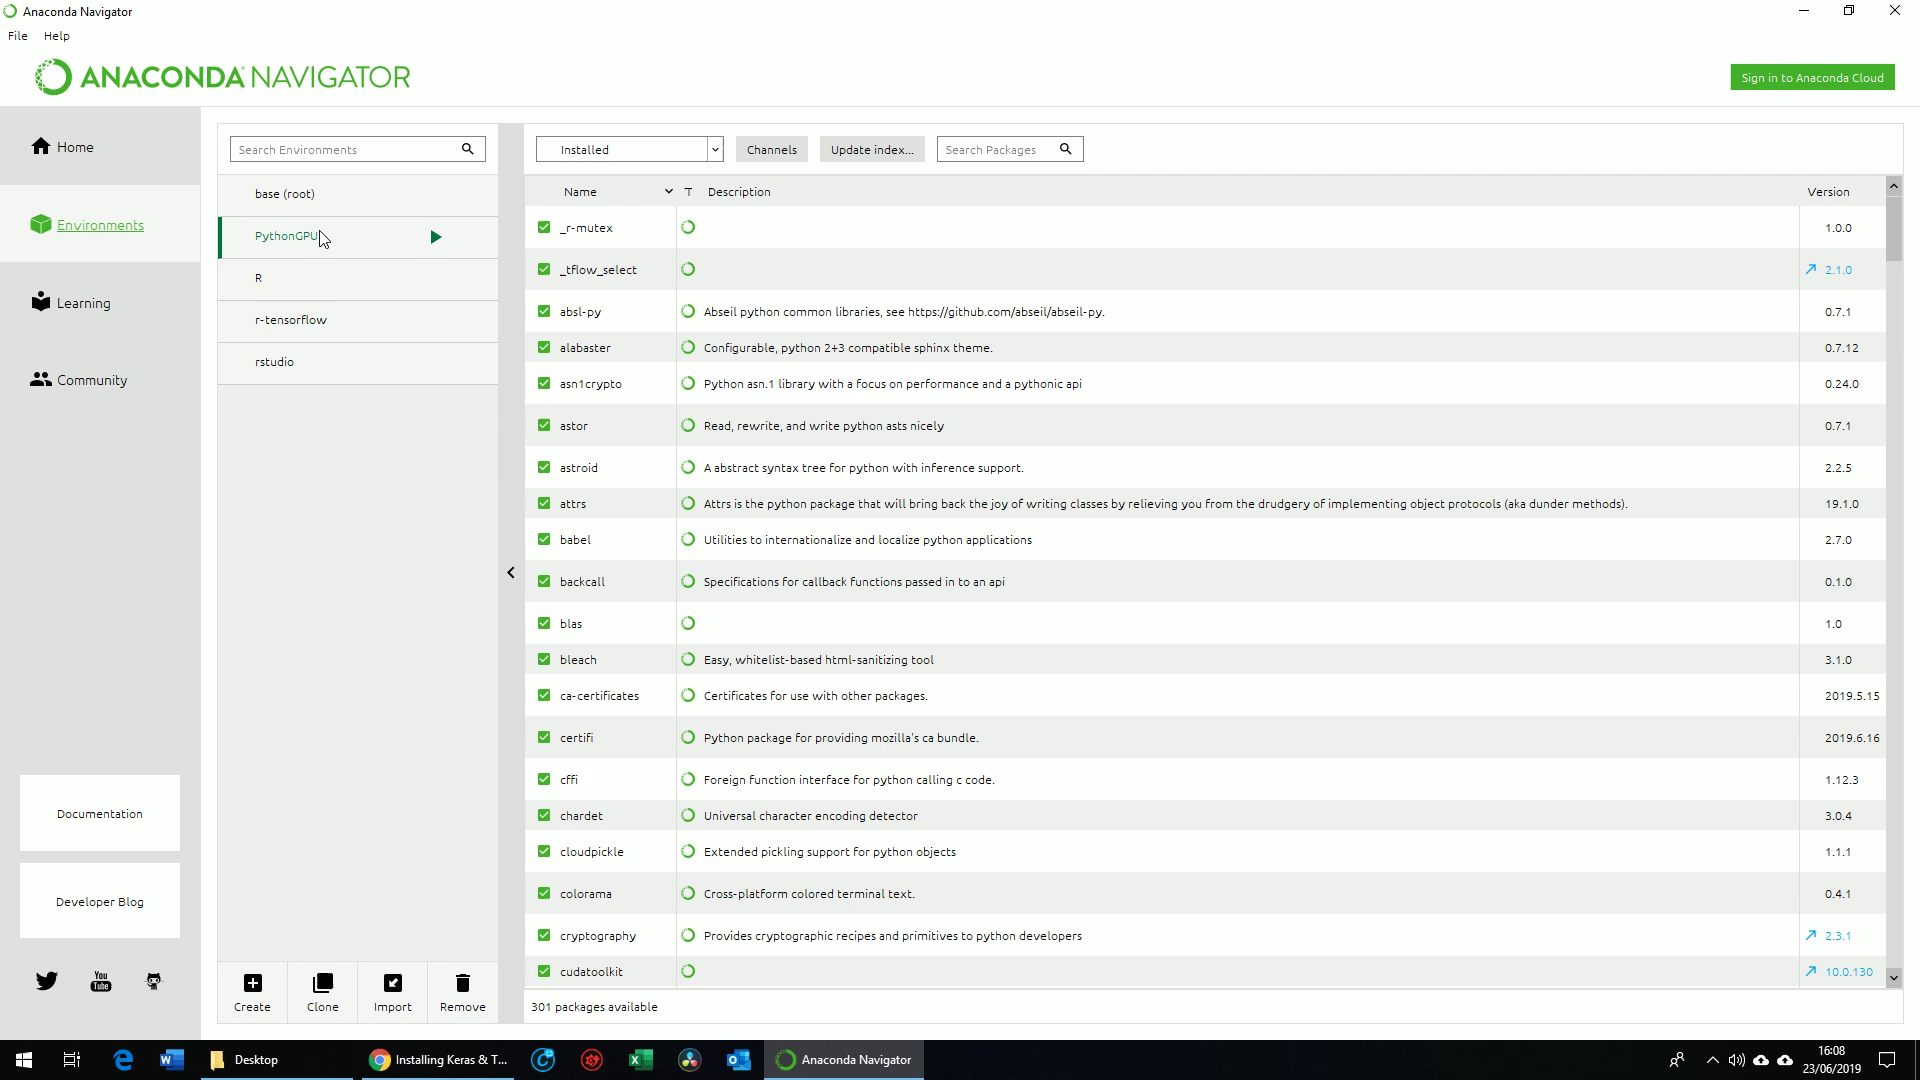 Anaconda Navigator
File Help
ANACONDA NAVIGATOR
Sign in to Anaconda Cloud
Home
Environments
Learning
Community
Documentation
Developer Blog
You Tube
Search Environments
base (root)
PythonGPU
R
r-tensorflow
rstudio
Create Clone Import Remove
Installed Channels Update index... Search Packages
Name T Description Version
_r-mutex 1.0.0
_tflow_select 2.1.0
absl-py Abseil python common libraries, see https://github.com/abseil/abseil-py. 0.7.1
alabaster Configurable, python 2+3 compatible sphinx theme. 0.7.12
asn1crypto Python asn.1 library with a focus on performance and a pythonic api 0.24.0
astor Read, rewrite, and write python asts nicely 0.7.1
astroid A abstract syntax tree for python with inference support. 2.2.5
attrs Attrs is the python package that will bring back the joy of writing classes by relieving you from the drudgery of implementing object protocols (aka dunder methods). 19.1.0
babel Utilities to internationalize and localize python applications 2.7.0
backcall Specifications for callback functions passed in to an api 0.1.0
blas 1.0
bleach Easy, whitelist-based html-sanitizing tool 3.1.0
ca-certificates Certificates for use with other packages. 2019.5.15
certifi Python package for providing mozilla's ca bundle. 2019.6.16
cffi Foreign function interface for python calling c code. 1.12.3
chardet Universal character encoding detector 3.0.4
cloudpickle Extended pickling support for python objects 1.1.1
colorama Cross-platform colored terminal text. 0.4.1
cryptography Provides cryptographic recipes and primitives to python developers 2.3.1
cudatoolkit 10.0.130
301 packages available
Desktop Installing Keras & T... Anaconda Navigator
16:08
23/06/2019